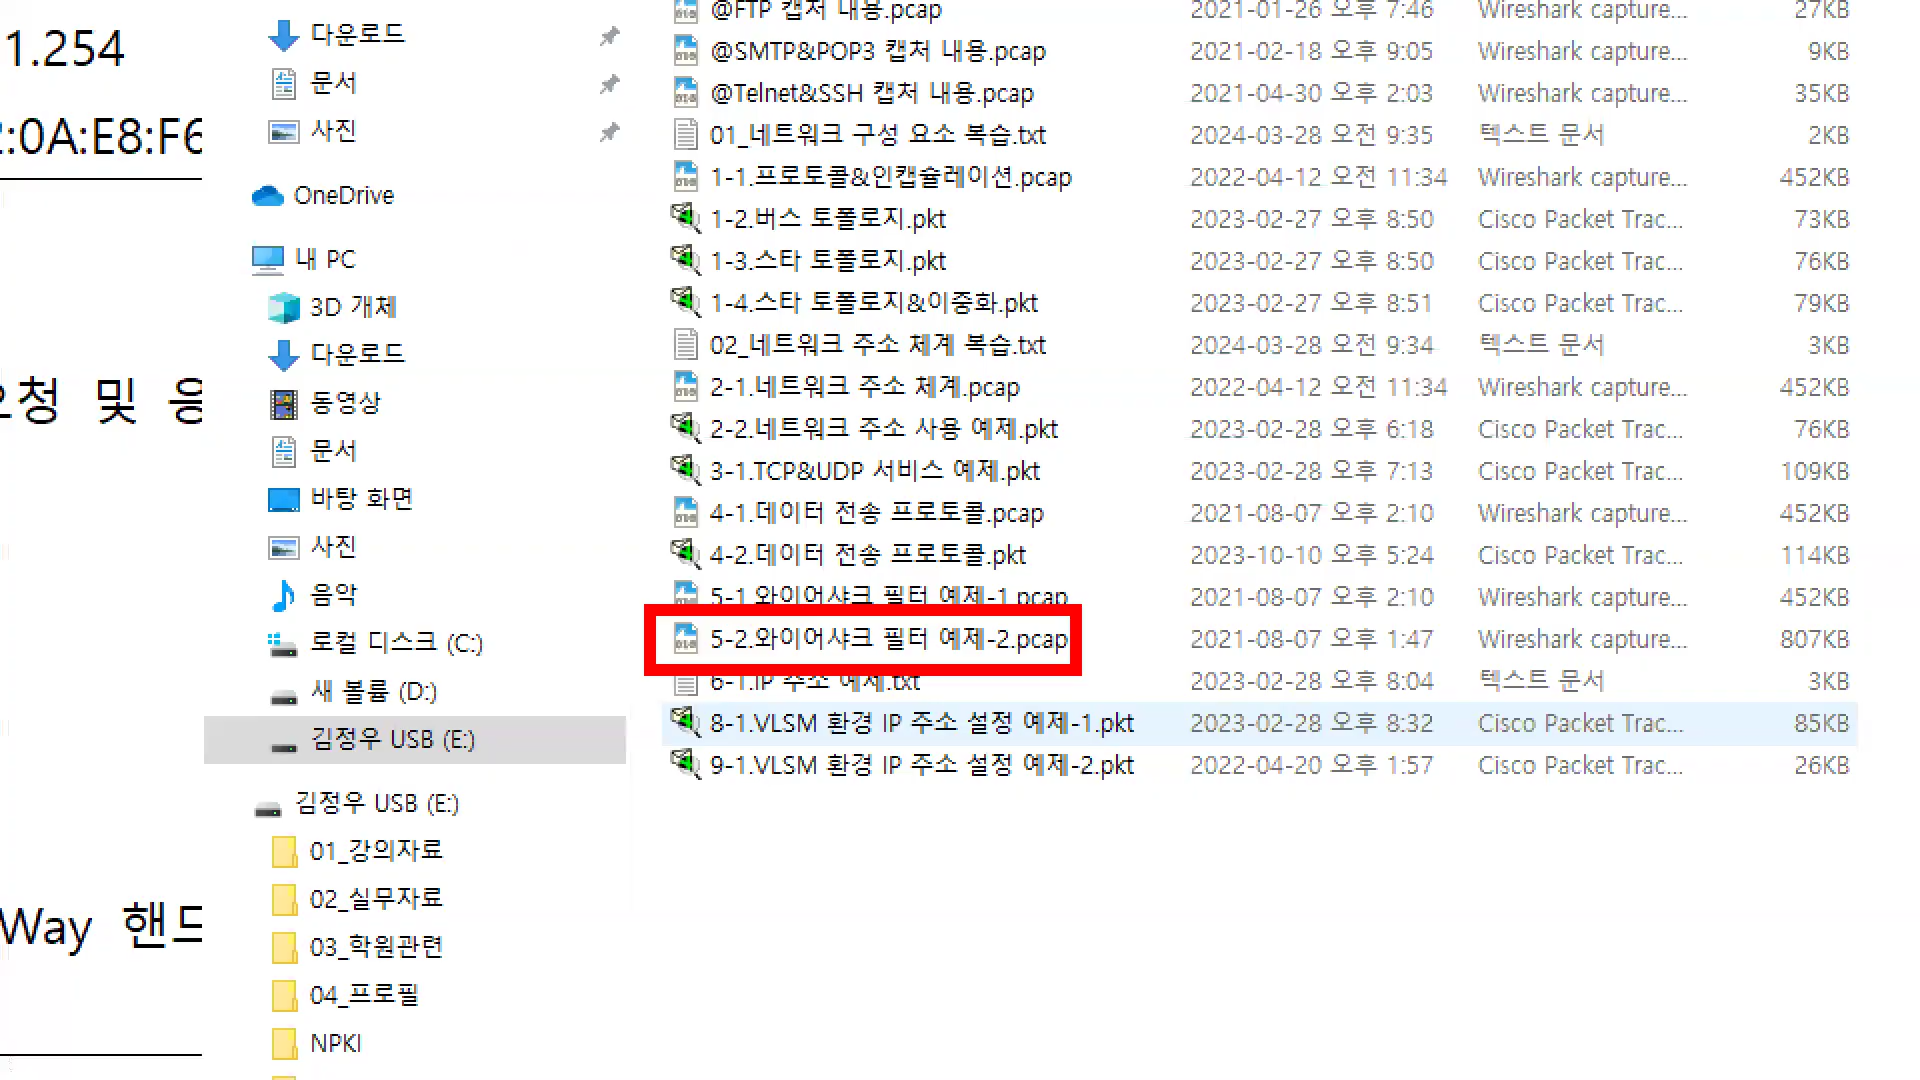 1.254
:0A:E8:F6
청 및 응
Way 핸드
다운로드
문서
사진
OneDrive
내 PC
3D 개체
다운로드
동영상
문서
바탕 화면
사진
음악
로컬 디스크 (C:)
새 볼륨 (D:)
김정우 USB (E:)
김정우 USB (E:)
01_강의자료
02_실무자료
03_학원관련
04_프로필
NPKI
@FTP 캡처 내용.pcap 2021-01-26 오후 7:46 Wireshark capture... 27KB
@SMTP&POP3 캡처 내용.pcap 2021-02-18 오후 9:05 Wireshark capture... 9KB
@Telnet&SSH 캡처 내용.pcap 2021-04-30 오후 2:03 Wireshark capture... 35KB
01_네트워크 구성 요소 복습.txt 2024-03-28 오전 9:35 텍스트 문서 2KB
1-1.프로토콜&인캡슐레이션.pcap 2022-04-12 오전 11:34 Wireshark capture... 452KB
1-2.버스 토폴로지.pkt 2023-02-27 오후 8:50 Cisco Packet Trac... 73KB
1-3.스타 토폴로지.pkt 2023-02-27 오후 8:50 Cisco Packet Trac... 76KB
1-4.스타 토폴로지&이중화.pkt 2023-02-27 오후 8:51 Cisco Packet Trac... 79KB
02_네트워크 주소 체계 복습.txt 2024-03-28 오전 9:34 텍스트 문서 3KB
2-1.네트워크 주소 체계.pcap 2022-04-12 오전 11:34 Wireshark capture... 452KB
2-2.네트워크 주소 사용 예제.pkt 2023-02-28 오후 6:18 Cisco Packet Trac... 76KB
3-1.TCP&UDP 서비스 예제.pkt 2023-02-28 오후 7:13 Cisco Packet Trac... 109KB
4-1.데이터 전송 프로토콜.pcap 2021-08-07 오후 2:10 Wireshark capture... 452KB
4-2.데이터 전송 프로토콜.pkt 2023-10-10 오후 5:24 Cisco Packet Trac... 114KB
5-1.와이어샤크 필터 예제-1.pcap 2021-08-07 오후 2:10 Wireshark capture... 452KB
5-2.와이어샤크 필터 예제-2.pcap 2021-08-07 오후 1:47 Wireshark capture... 807KB
6-1.IP 주소 예제.txt 2023-02-28 오후 8:04 텍스트 문서 3KB
8-1.VLSM 환경 IP 주소 설정 예제-1.pkt 2023-02-28 오후 8:32 Cisco Packet Trac... 85KB
9-1.VLSM 환경 IP 주소 설정 예제-2.pkt 2022-04-20 오후 1:57 Cisco Packet Trac... 26KB